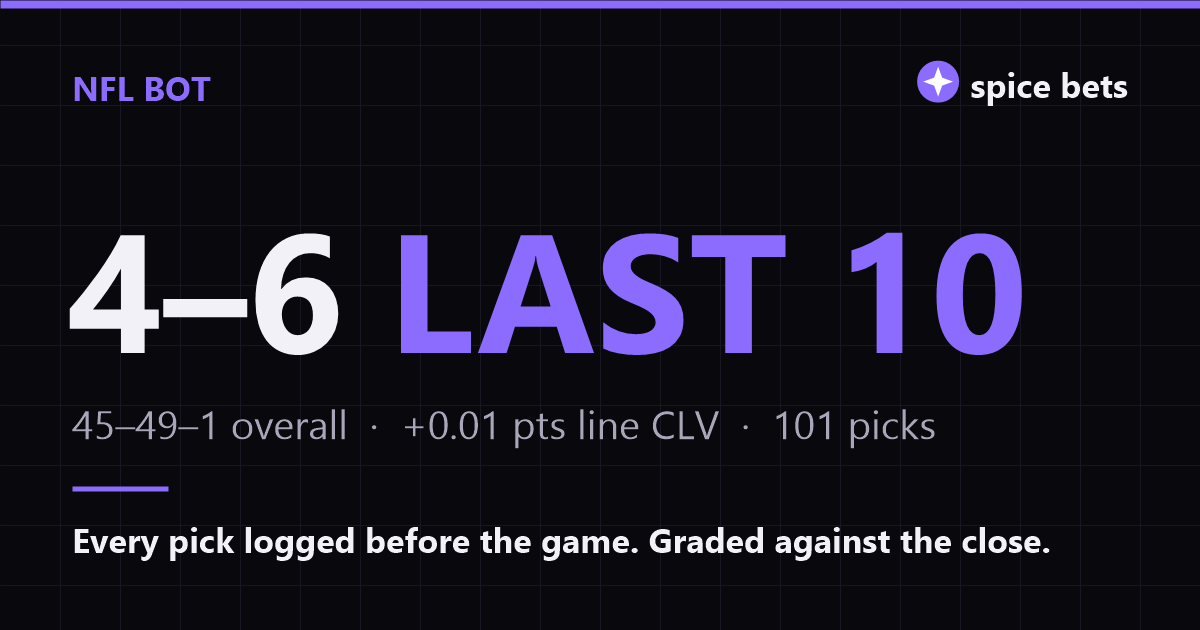 NFL BOT
spice bets
4–6 LAST 10
45–49–1 overall · +0.01 pts line CLV · 101 picks
Every pick logged before the game. Graded against the close.